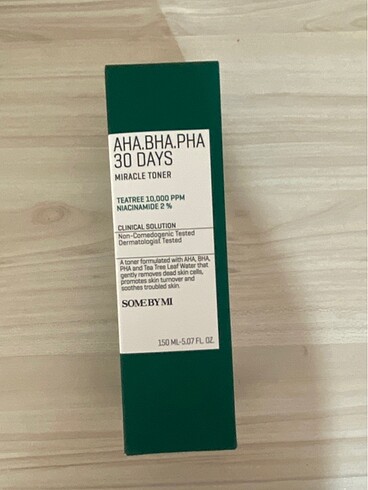 AHA.BHA.PHA
30 DAYS
MIRACLE TONER
TEATREE 10,000 PPM
NIACINAMIDE 2 %
CLINICAL SOLUTION
Non-Comedogenic Tested
Dermatologist Tested
A toner formulated with AHA, BHA,
PHA and Tea Tree Leaf Water that
gently removes dead skin cells,
promotes skin turnover and
soothes troubled skin.
SOME BY MI
150 ML-5.07 FL. OZ.